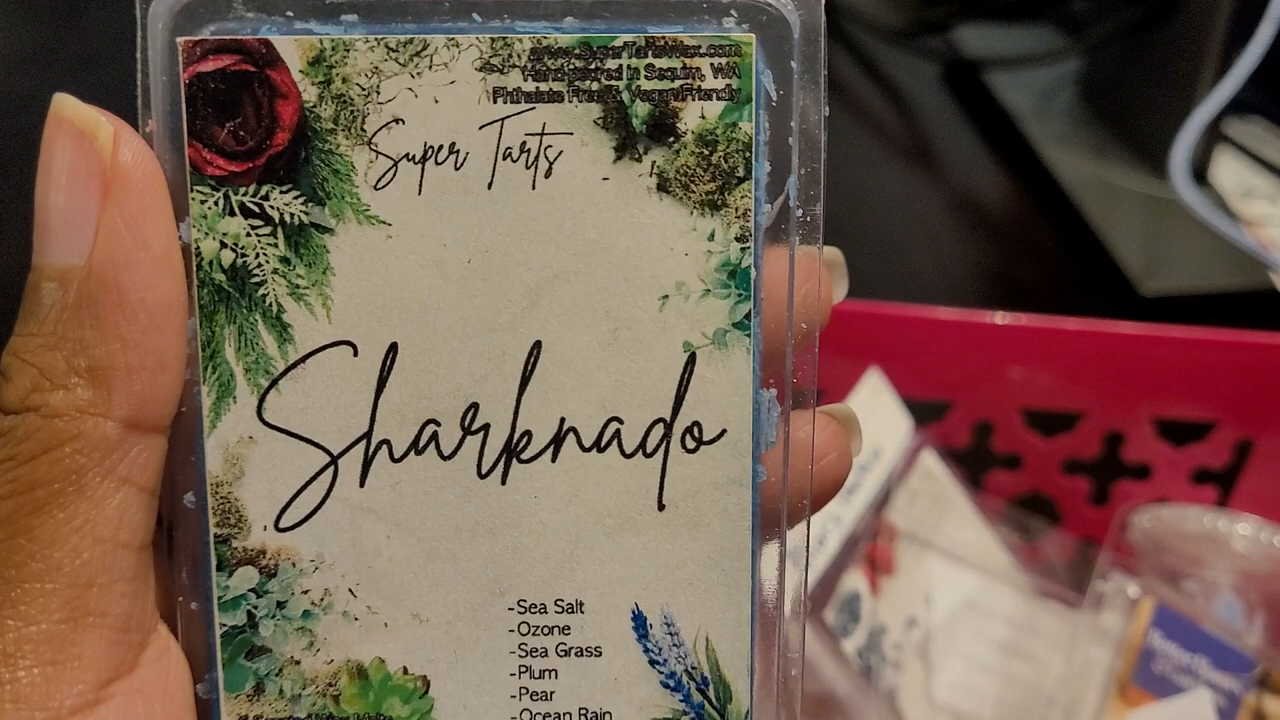 www.SuperTartsWax.com
Hand-poured in Sequim, WA
Phthalate Free & Vegan Friendly
Super Tarts
Sharknado
-Sea Salt
-Ozone
-Sea Grass
-Plum
-Pear
-Ocean Rain